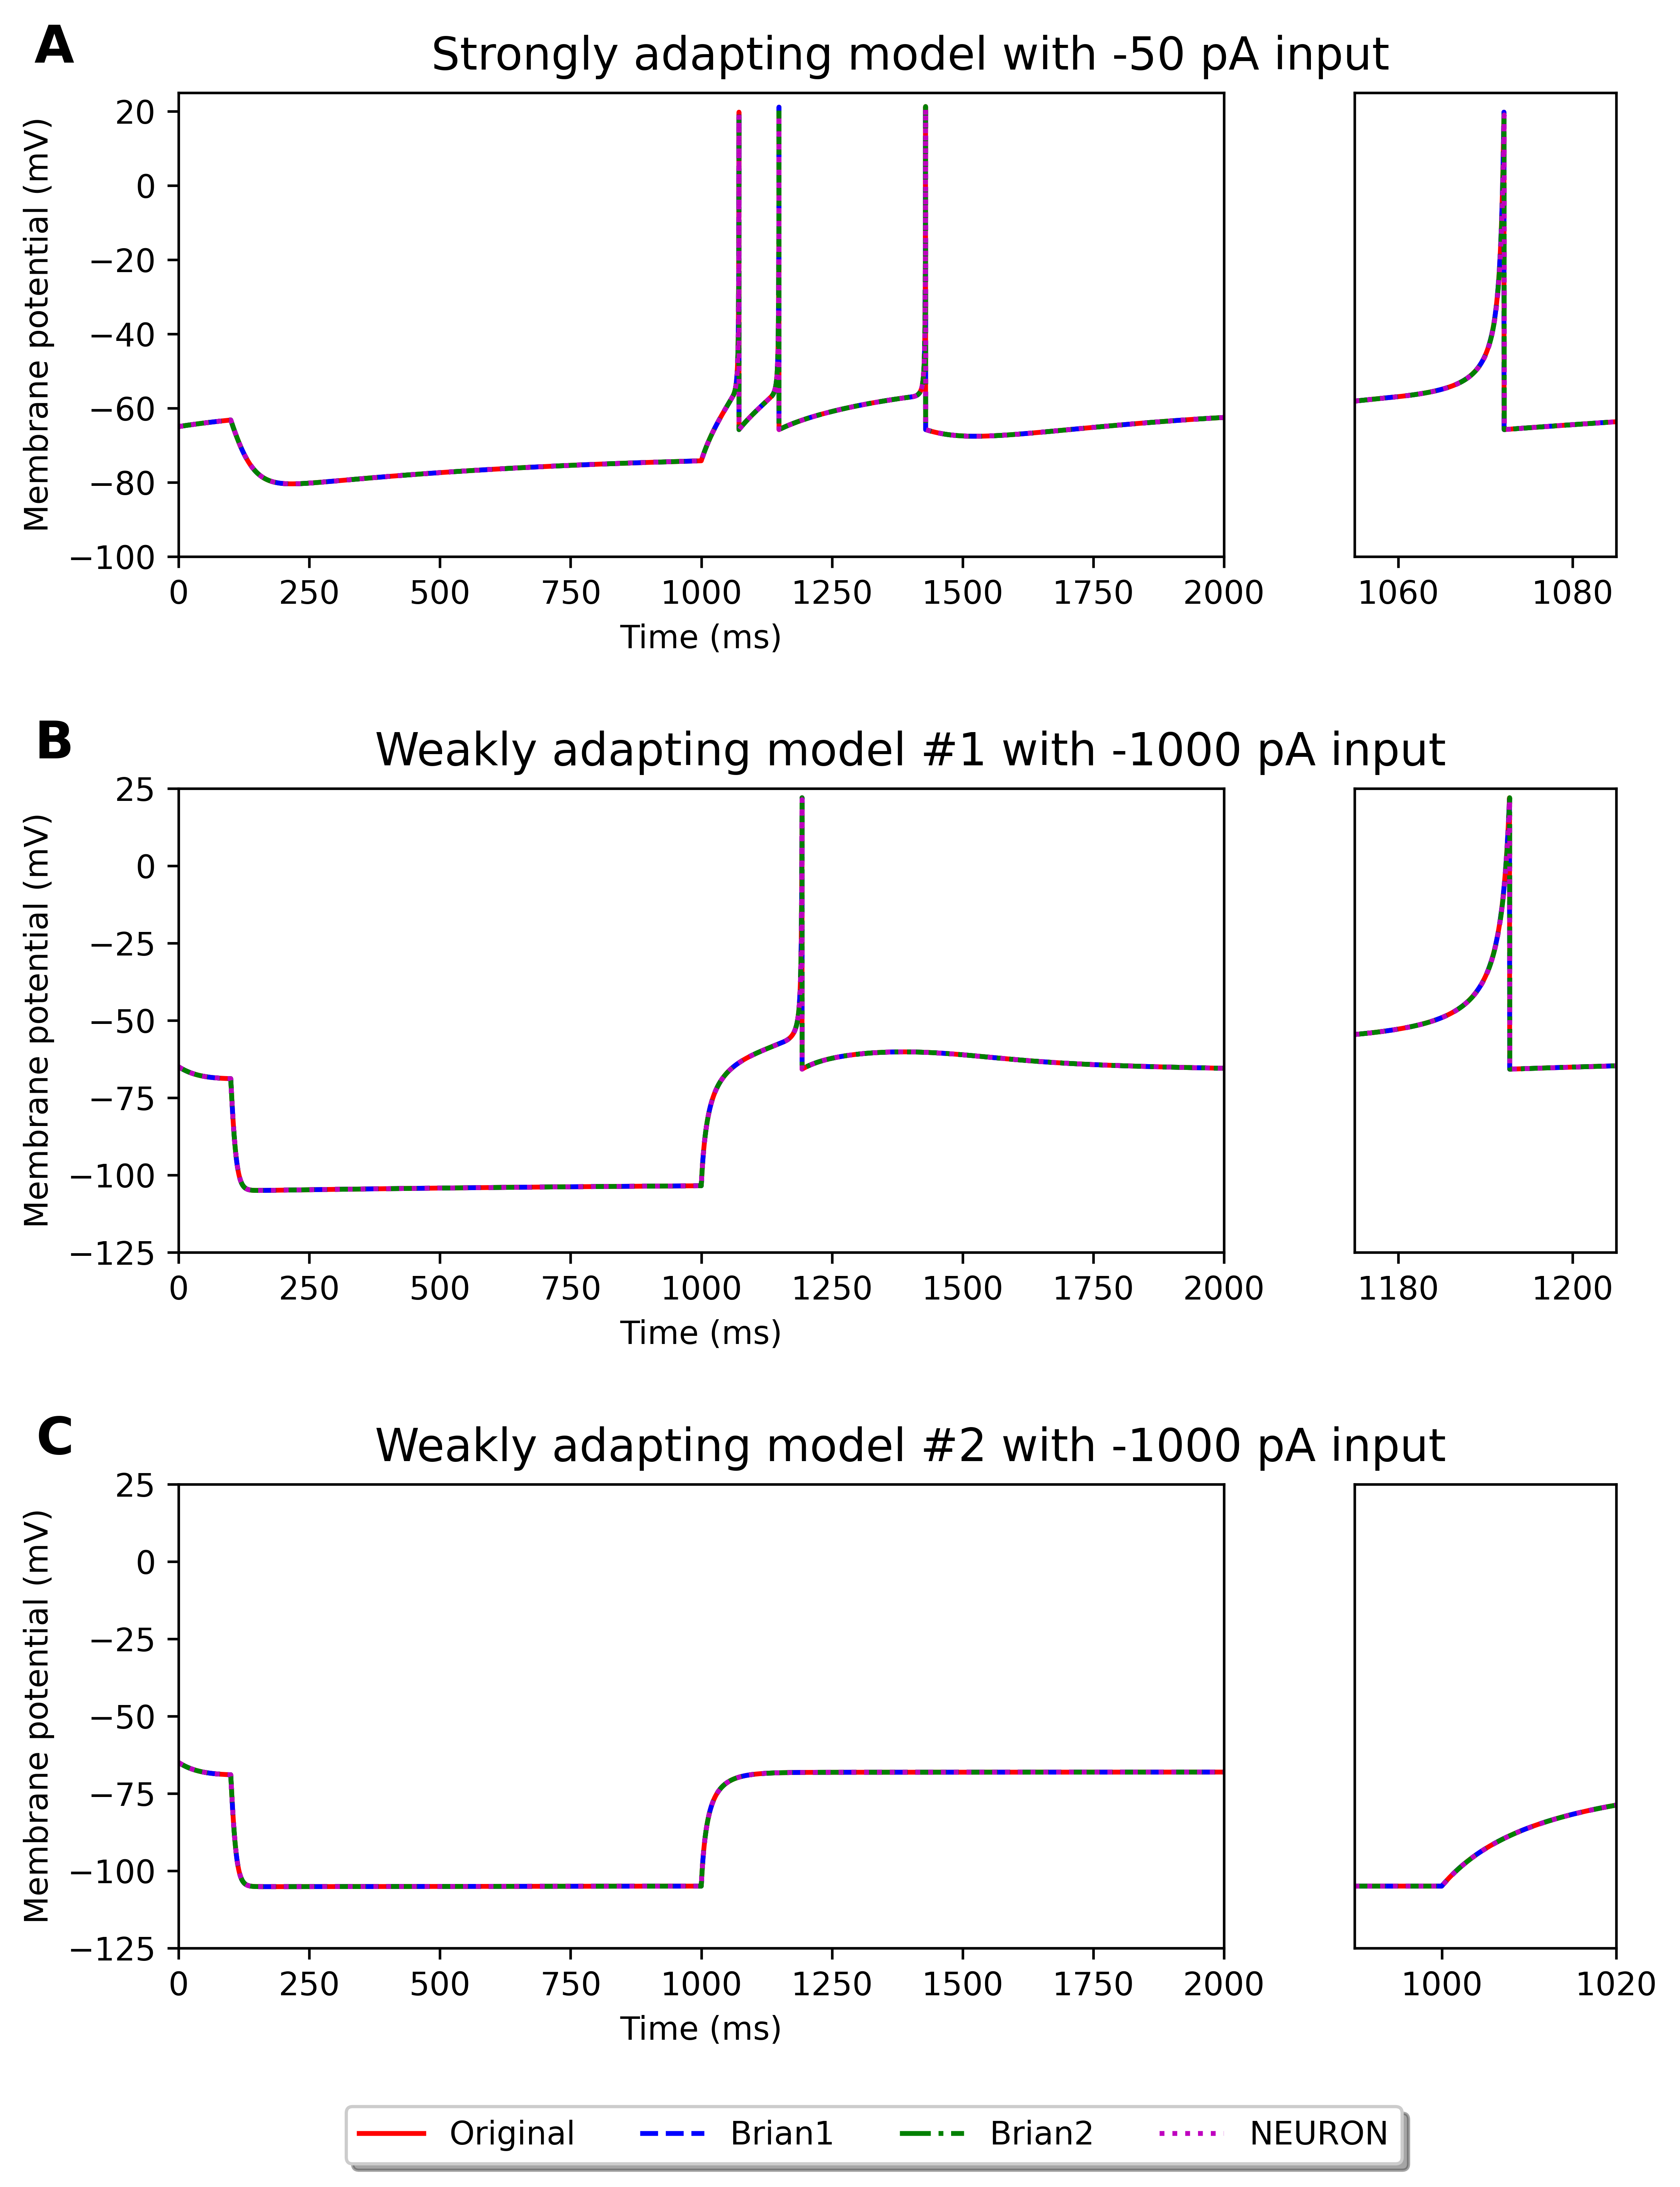 A
Strongly adapting model with -50 pA input
Membrane potential (mV)
20
0
−20
−40
−60
−80
−100
0 250 500 750 1000 1250 1500 1750 2000
1060 1080
Time (ms)
B
Weakly adapting model #1 with -1000 pA input
Membrane potential (mV)
25
0
−25
−50
−75
−100
−125
0 250 500 750 1000 1250 1500 1750 2000
1180 1200
Time (ms)
C
Weakly adapting model #2 with -1000 pA input
Membrane potential (mV)
25
0
−25
−50
−75
−100
−125
0 250 500 750 1000 1250 1500 1750 2000
1000 1020
Time (ms)
Original Brian1 Brian2 NEURON